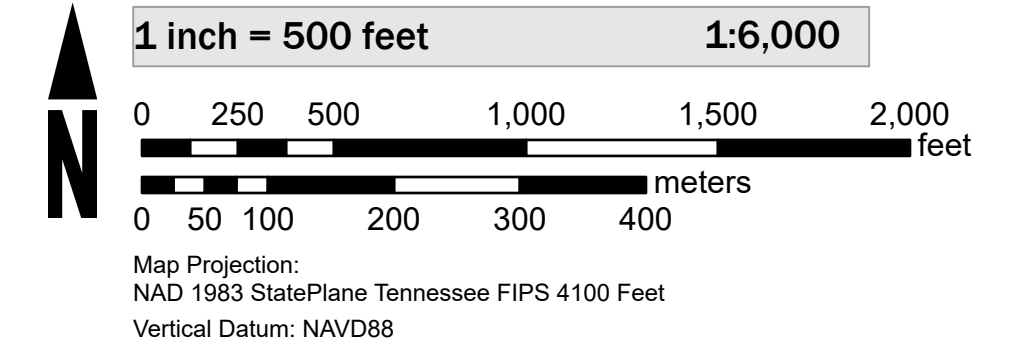 N
1 inch = 500 feet 1:6,000
0 250 500 1,000 1,500 2,000
feet
meters
0 50 100 200 300 400
Map Projection:
NAD 1983 StatePlane Tennessee FIPS 4100 Feet
Vertical Datum: NAVD88